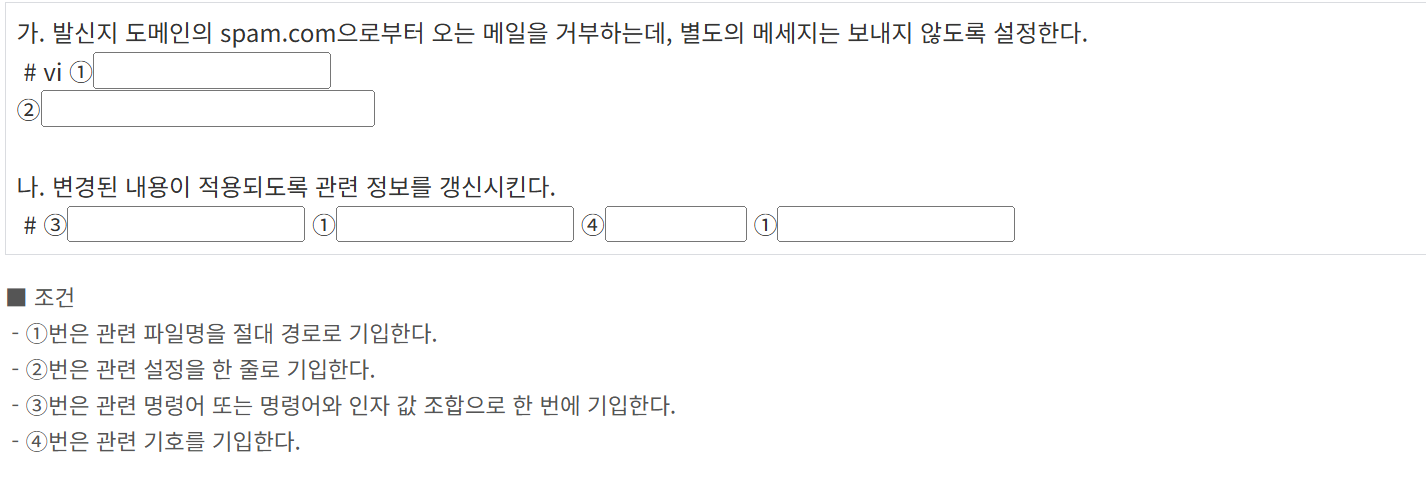 가. 발신지 도메인의 spam.com으로부터 오는 메일을 거부하는데, 별도의 메세지는 보내지 않도록 설정한다.
# vi ①
②
나. 변경된 내용이 적용되도록 관련 정보를 갱신시킨다.
# ③ ① ④ ①
■ 조건
- ①번은 관련 파일명을 절대 경로로 기입한다.
- ②번은 관련 설정을 한 줄로 기입한다.
- ③번은 관련 명령어 또는 명령어와 인자 값 조합으로 한 번에 기입한다.
- ④번은 관련 기호를 기입한다.